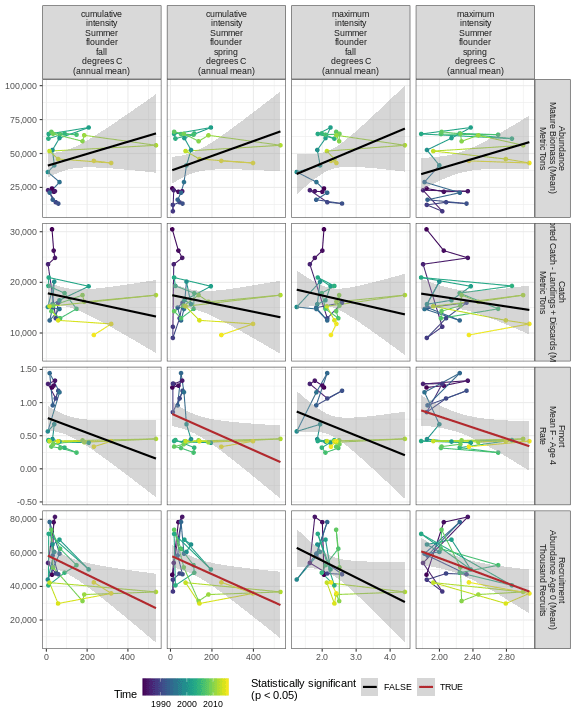 cumulative
intensity
Summer
flounder
fall
degrees C
(annual mean)
cumulative
intensity
Summer
flounder
spring
degrees C
(annual mean)
maximum
intensity
Summer
flounder
fall
degrees C
(annual mean)
maximum
intensity
Summer
flounder
spring
degrees C
(annual mean)
100,000
75,000
50,000
25,000
Abundance
Mature Biomass (Mean)
Metric Tons
30,000
20,000
10,000
Catch
Catch - Landings + Discards
Metric Tons
1.50
1.00
0.50
0.00
-0.50
Fmort
Mean F - Age 4
Rate
80,000
60,000
40,000
20,000
Recruitment
Abundance Age 0 (Mean)
Thousand Recruits
0 200 400
0 200 400
2.0 3.0 4.0
2.00 2.40 2.80
Time
1990 2000 2010
Statistically significant
(p < 0.05)
FALSE
TRUE